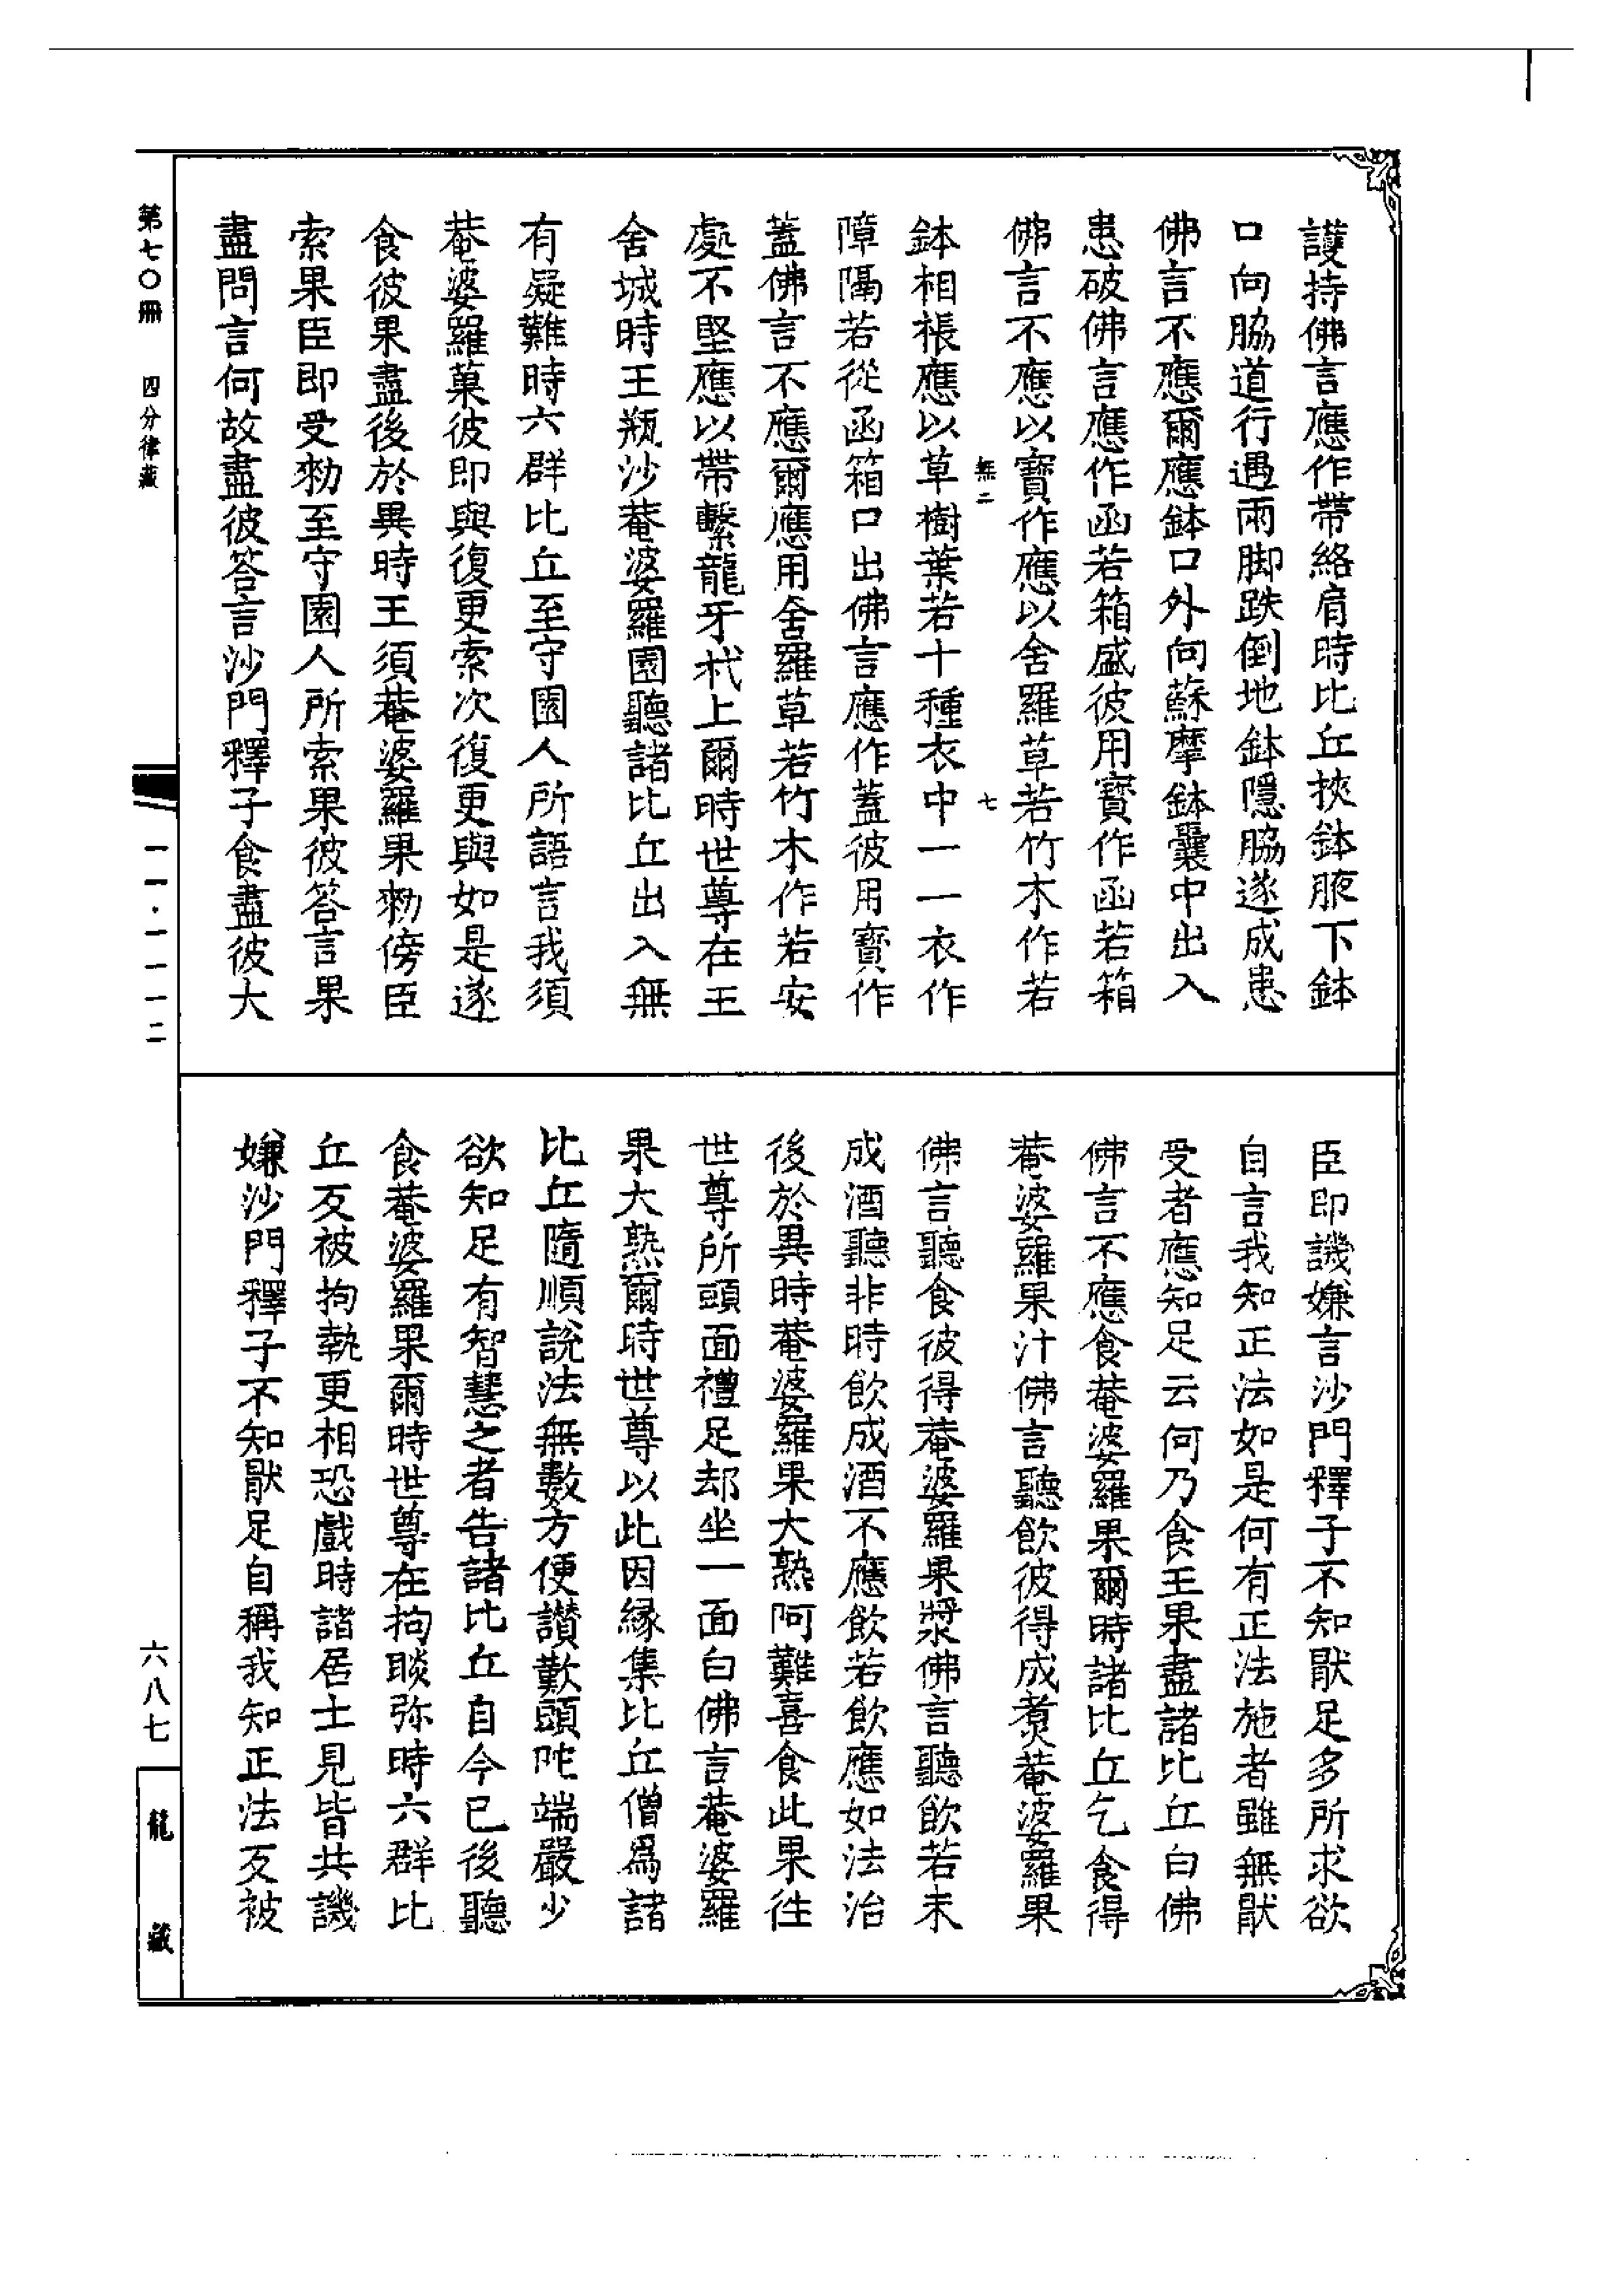 護持佛言應作帶絡肩時比丘挾鉢腋下鉢
口向脇道行遇雨脚跌倒地鉢隱脇遂成患
佛言不應爾應鉢口外向蘇摩鉢囊中出入
患破佛言應作函若箱盛彼用寶作函若箱
佛言不應以寶作應以舍羅草若竹木作若
無二 七
鉢相棖應以草樹葉若十種衣中一一衣作
障隔若從函箱口出佛言應作蓋彼用寶作
蓋佛言不應爾應用舍羅草若竹木作若安
處不堅應以帶繫龍牙杙上爾時世尊在王
舍城時王瓶沙菴婆羅園聽諸比丘出入無
有疑難時六群比丘至守園人所語言我須
菴婆羅菓彼即與復更索次復更與如是遂
食彼果盡後於異時王須菴婆羅果勑傍臣
索果臣即受勑至守園人所索果彼答言果
盡問言何故盡彼答言沙門釋子食盡彼大
臣即譏嫌言沙門釋子不知猒足多所求欲
自言我知正法如是何有正法施者雖無猒
受者應知足云何乃食王果盡諸比丘白佛
佛言不應食菴婆羅果爾時諸比丘乞食得
菴婆羅果汁佛言聽飲彼得成煑菴婆羅果
佛言聽食彼得菴婆羅果漿佛言聽飲若未
成酒聽非時飲成酒不應飲若飲應如法治
後於異時菴婆羅果大熟阿難喜食此果往
世尊所頭面禮足却坐一面白佛言菴婆羅
果大熟爾時世尊以此因緣集比丘僧爲諸
比丘隨順說法無數方便讃歎頭陀端嚴少
欲知足有智慧之者告諸比丘自今已後聽
食菴婆羅果爾時世尊在拘睒弥時六群比
丘反被拘執更相恐戲時諸居士見皆共譏
嫌沙門釋子不知猒足自稱我知正法反被
第七〇冊 四分律藏
一一·一一一二
六八七
龍藏